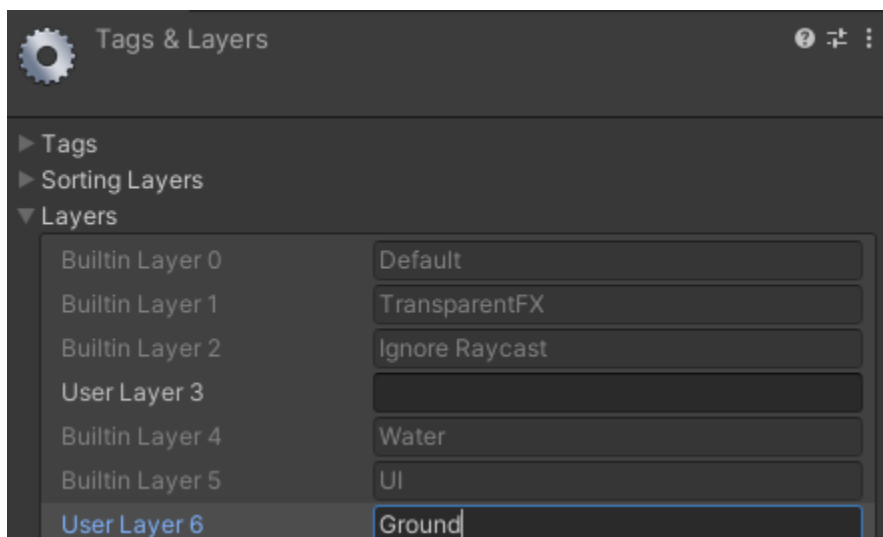 Tags & Layers
Tags
Sorting Layers
Layers
Builtin Layer 0 Default
Builtin Layer 1 TransparentFX
Builtin Layer 2 Ignore Raycast
User Layer 3
Builtin Layer 4 Water
Builtin Layer 5 UI
User Layer 6 Ground